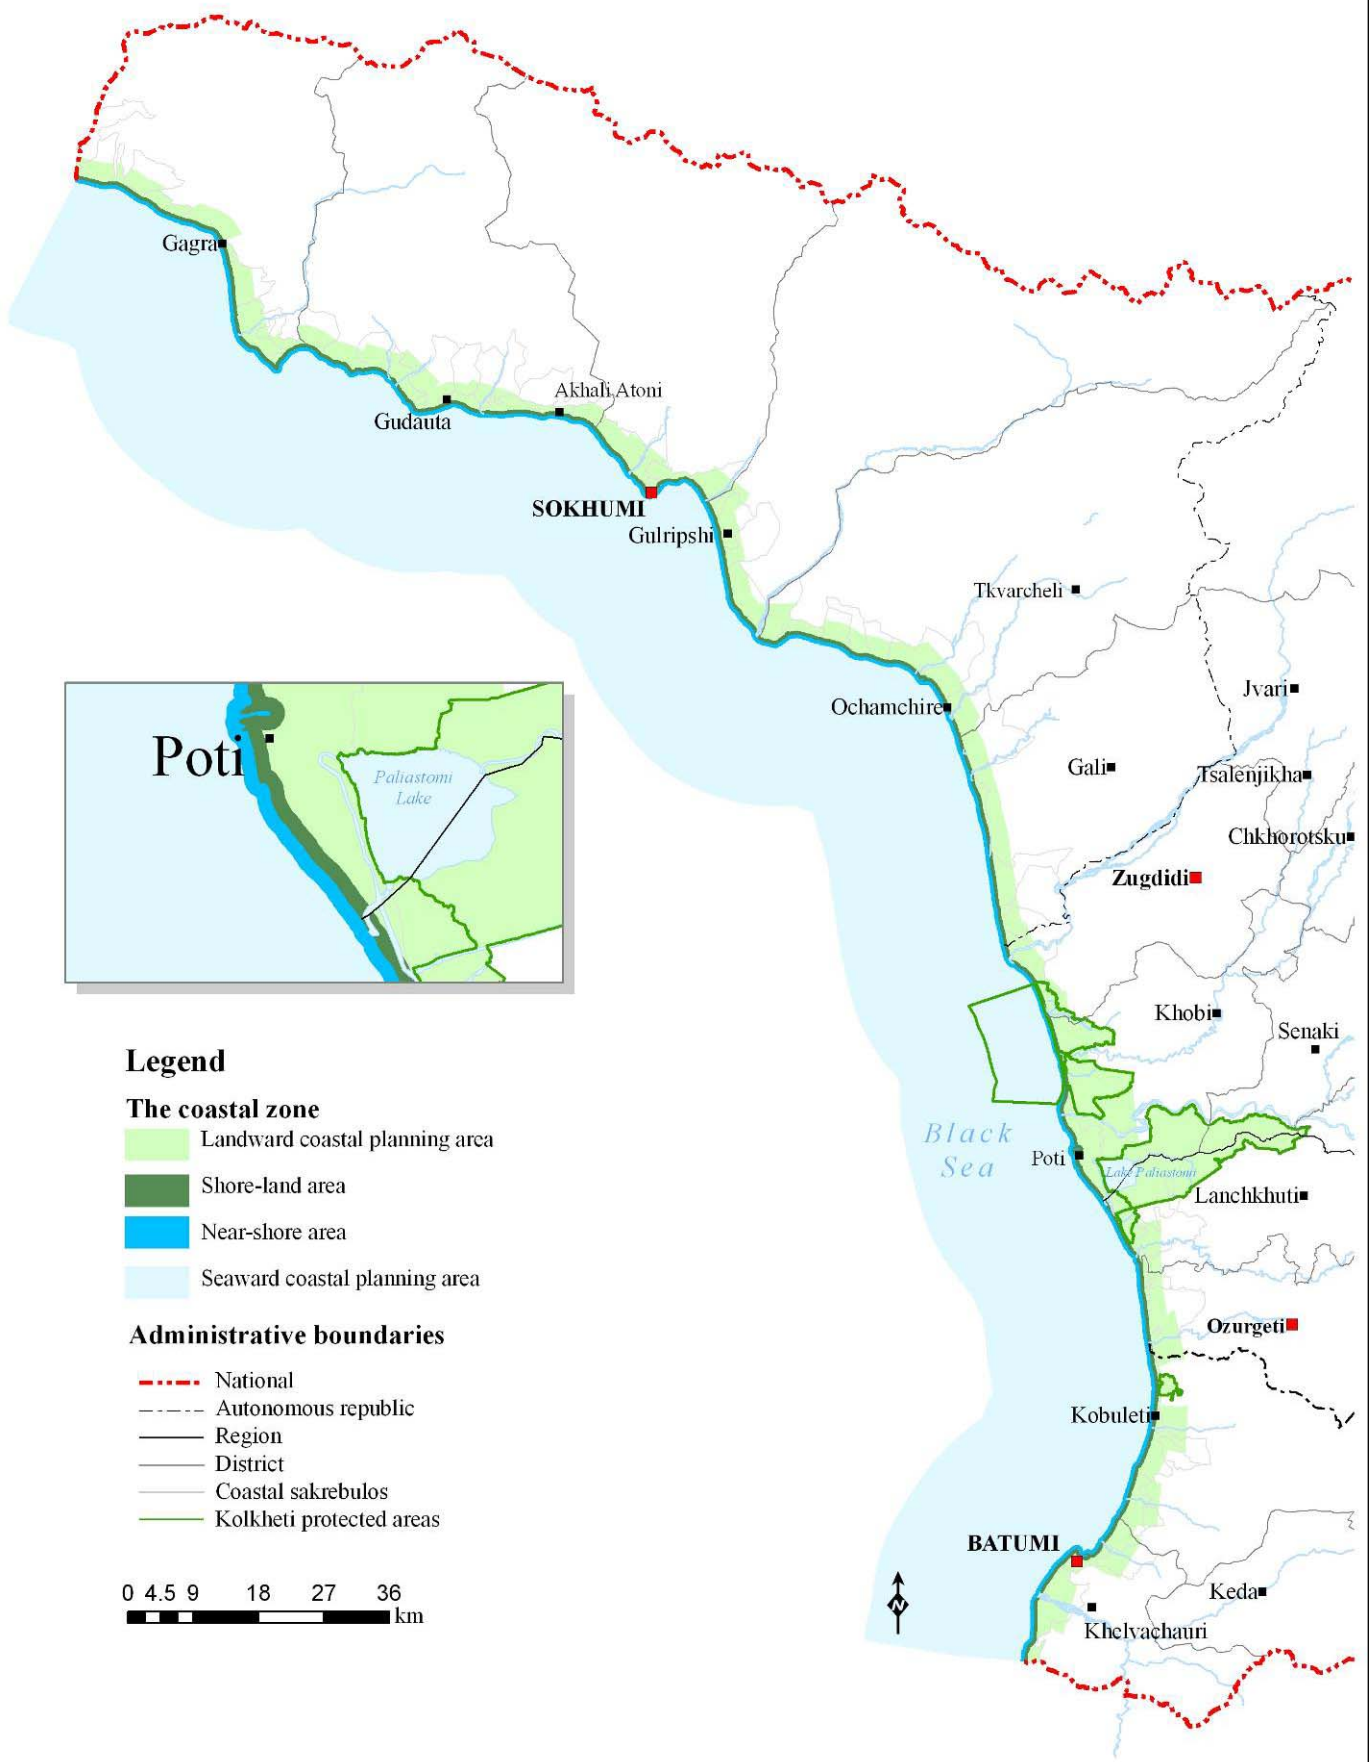 Gagra
Gudauta
Akhali Atoni
SOKHUMI
Gulripshi
Tkvarcheli
Ochamchire
Jvari
Gali
Tsalenjikha
Chkhorotsku
Zugdidi
Poti
Paliastomi
Lake
Khobi
Senaki
Black
Sea
Poti
Lake Paliastomi
Lanchkhuti
Ozurgeti
Kobuleti
BATUMI
Keda
Khelvachauri
N
Legend
The coastal zone
Landward coastal planning area
Shore-land area
Near-shore area
Seaward coastal planning area
Administrative boundaries
National
Autonomous republic
Region
District
Coastal sakrebulos
Kolkheti protected areas
0 4.5 9 18 27 36
km